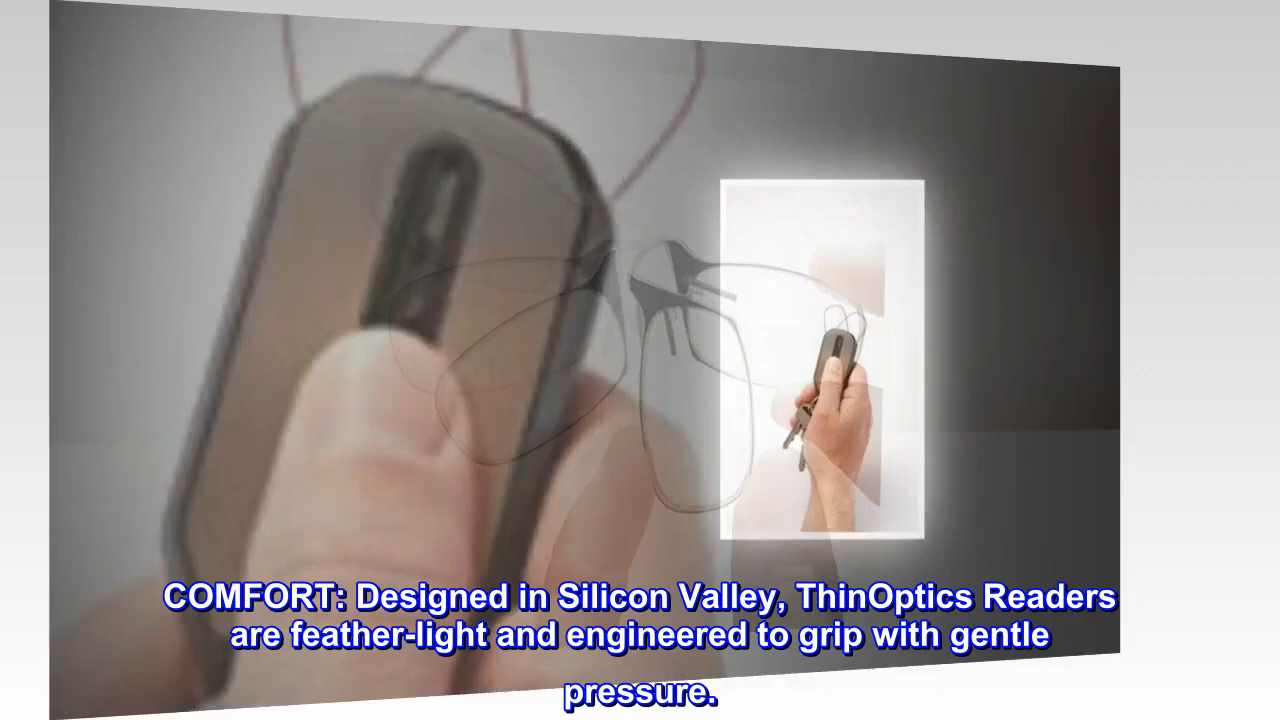 COMFORT: Designed in Silicon Valley, ThinOptics Readers
are feather-light and engineered to grip with gentle
pressure.